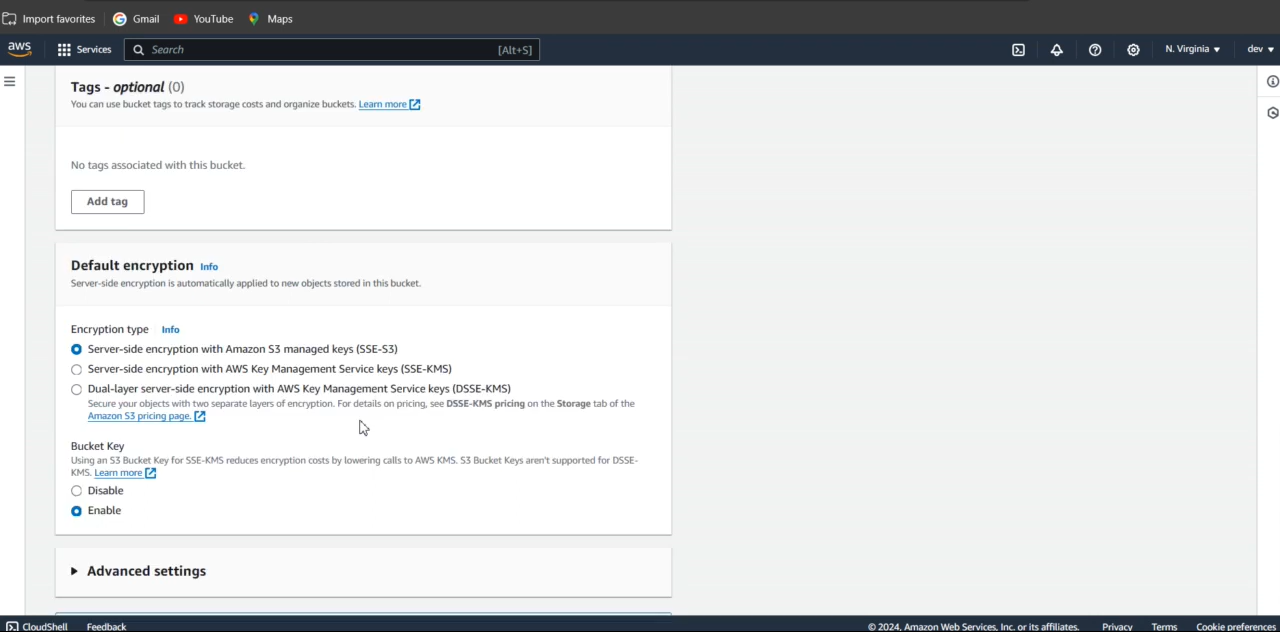 Import favorites Gmail YouTube Maps
aws Services Search [Alt+S] N. Virginia ▼ dev ▼
Tags - optional (0)
You can use bucket tags to track storage costs and organize buckets. Learn more
No tags associated with this bucket.
Add tag
Default encryption Info
Server-side encryption is automatically applied to new objects stored in this bucket.
Encryption type Info
Server-side encryption with Amazon S3 managed keys (SSE-S3)
Server-side encryption with AWS Key Management Service keys (SSE-KMS)
Dual-layer server-side encryption with AWS Key Management Service keys (DSSE-KMS)
Secure your objects with two separate layers of encryption. For details on pricing, see DSSE-KMS pricing on the Storage tab of the
Amazon S3 pricing page.
Bucket Key
Using an S3 Bucket Key for SSE-KMS reduces encryption costs by lowering calls to AWS KMS. S3 Bucket Keys aren't supported for DSSE-
KMS. Learn more
Disable
Enable
Advanced settings
CloudShell Feedback © 2024, Amazon Web Services, Inc. or its affiliates. Privacy Terms Cookie preferences